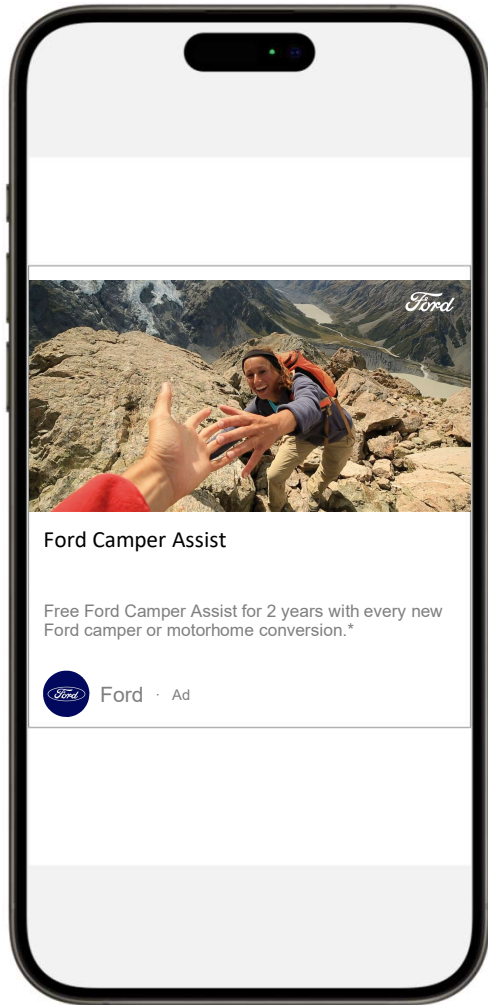 Ford
Ford Camper Assist
Free Ford Camper Assist for 2 years with every new
Ford camper or motorhome conversion.*
Ford
Ford · Ad